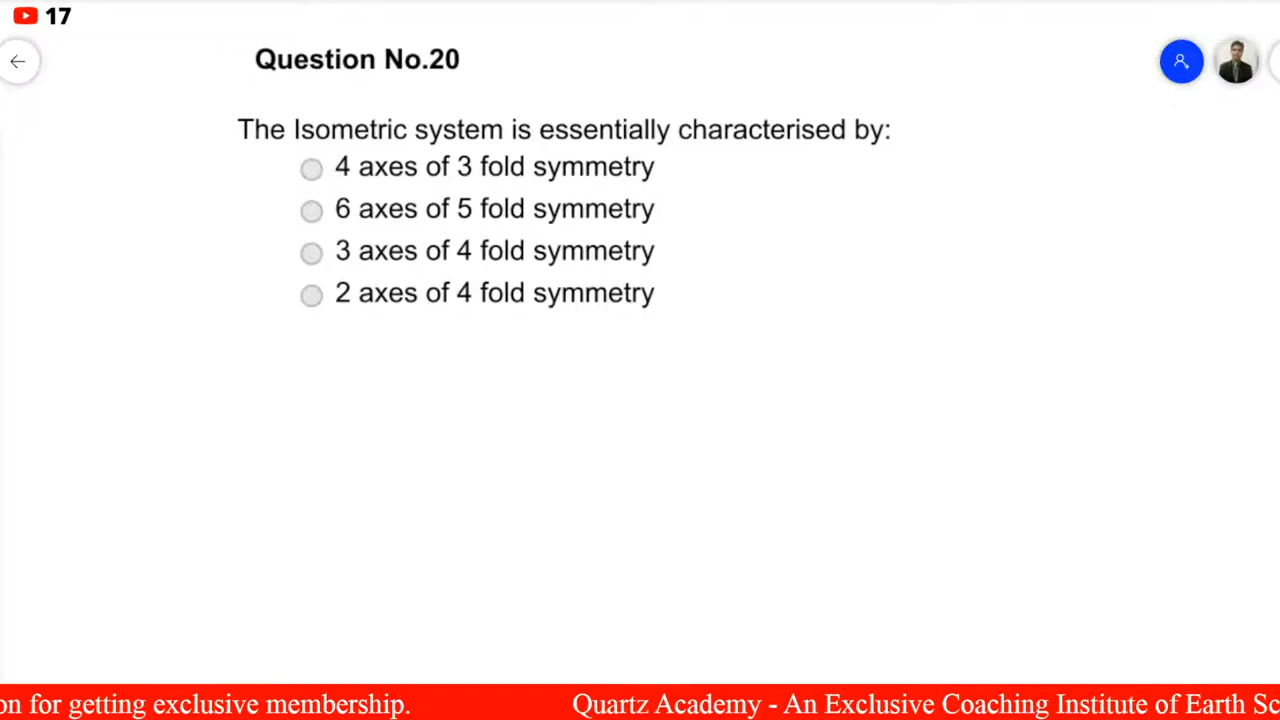 17
Question No.20
The Isometric system is essentially characterised by:
4 axes of 3 fold symmetry
6 axes of 5 fold symmetry
3 axes of 4 fold symmetry
2 axes of 4 fold symmetry
on for getting exclusive membership. Quartz Academy - An Exclusive Coaching Institute of Earth Sc